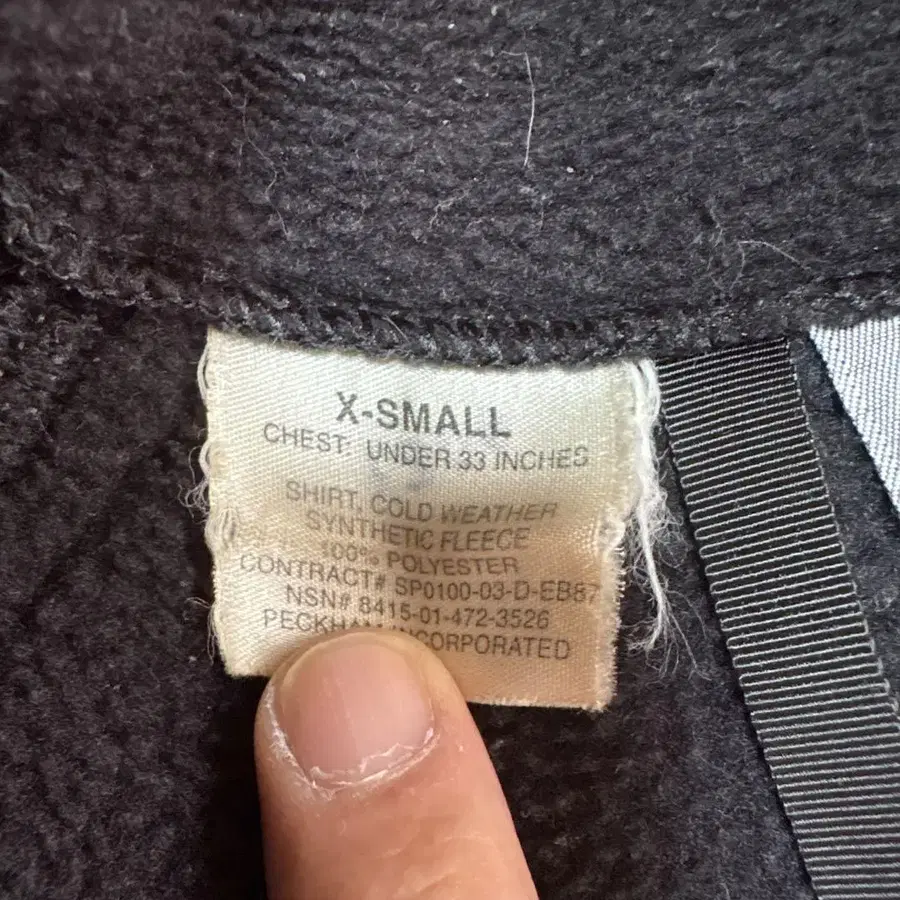 X-SMALL
CHEST: UNDER 33 INCHES
SHIRT, COLD WEATHER
SYNTHETIC FLEECE
100% POLYESTER
CONTRACT# SP0100-03-D-EB87
NSN# 8415-01-472-3526
PECKHAM INCORPORATED